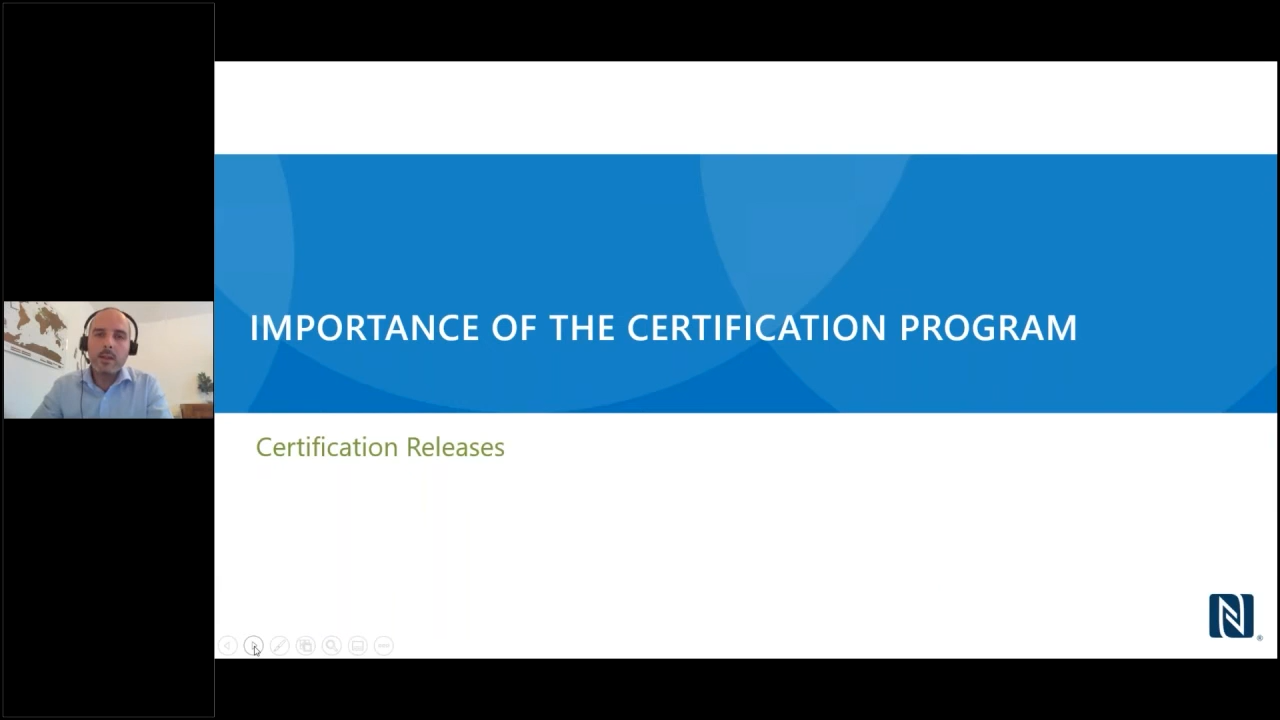 IMPORTANCE OF THE CERTIFICATION PROGRAM
Certification Releases
N
®